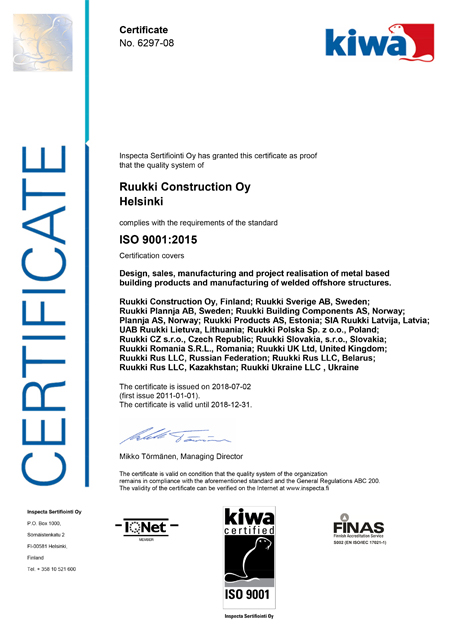 Certificate
No. 6297-08
kiwa
CERTIFICATE
Inspecta Sertifiointi Oy has granted this certificate as proof
that the quality system of
Ruukki Construction Oy
Helsinki
complies with the requirements of the standard
ISO 9001:2015
Certification covers
Design, sales, manufacturing and project realisation of metal based
building products and manufacturing of welded offshore structures.
Ruukki Construction Oy, Finland; Ruukki Sverige AB, Sweden;
Ruukki Plannja AB, Sweden; Ruukki Building Components AS, Norway;
Plannja AS, Norway; Ruukki Products AS, Estonia; SIA Ruukki Latvija, Latvia;
UAB Ruukki Lietuva, Lithuania; Ruukki Polska Sp. z o.o., Poland;
Ruukki CZ s.r.o., Czech Republic; Ruukki Slovakia, s.r.o., Slovakia;
Ruukki Romania S.R.L., Romania; Ruukki UK Ltd, United Kingdom;
Ruukki Rus LLC, Russian Federation; Ruukki Rus LLC, Belarus;
Ruukki Rus LLC, Kazakhstan; Ruukki Ukraine LLC , Ukraine
The certificate is issued on 2018-07-02
(first issue 2011-01-01).
The certificate is valid until 2018-12-31.
Mikko Törmänen
Mikko Törmänen, Managing Director
The certificate is valid on condition that the quality system of the organization
remains in compliance with the aforementioned standard and the General Regulations ABC 200.
The validity of the certificate can be verified on the Internet at www.inspecta.fi
Inspecta Sertifiointi Oy
P.O. Box 1000,
Sörnäistenkatu 2
FI-00581 Helsinki,
Finland
Tel. + 358 10 521 600
IQNet
MEMBER
kiwa
certified
ISO 9001
Inspecta Sertifiointi Oy
FINAS
Finnish Accreditation Service
S002 (EN ISO/IEC 17021-1)